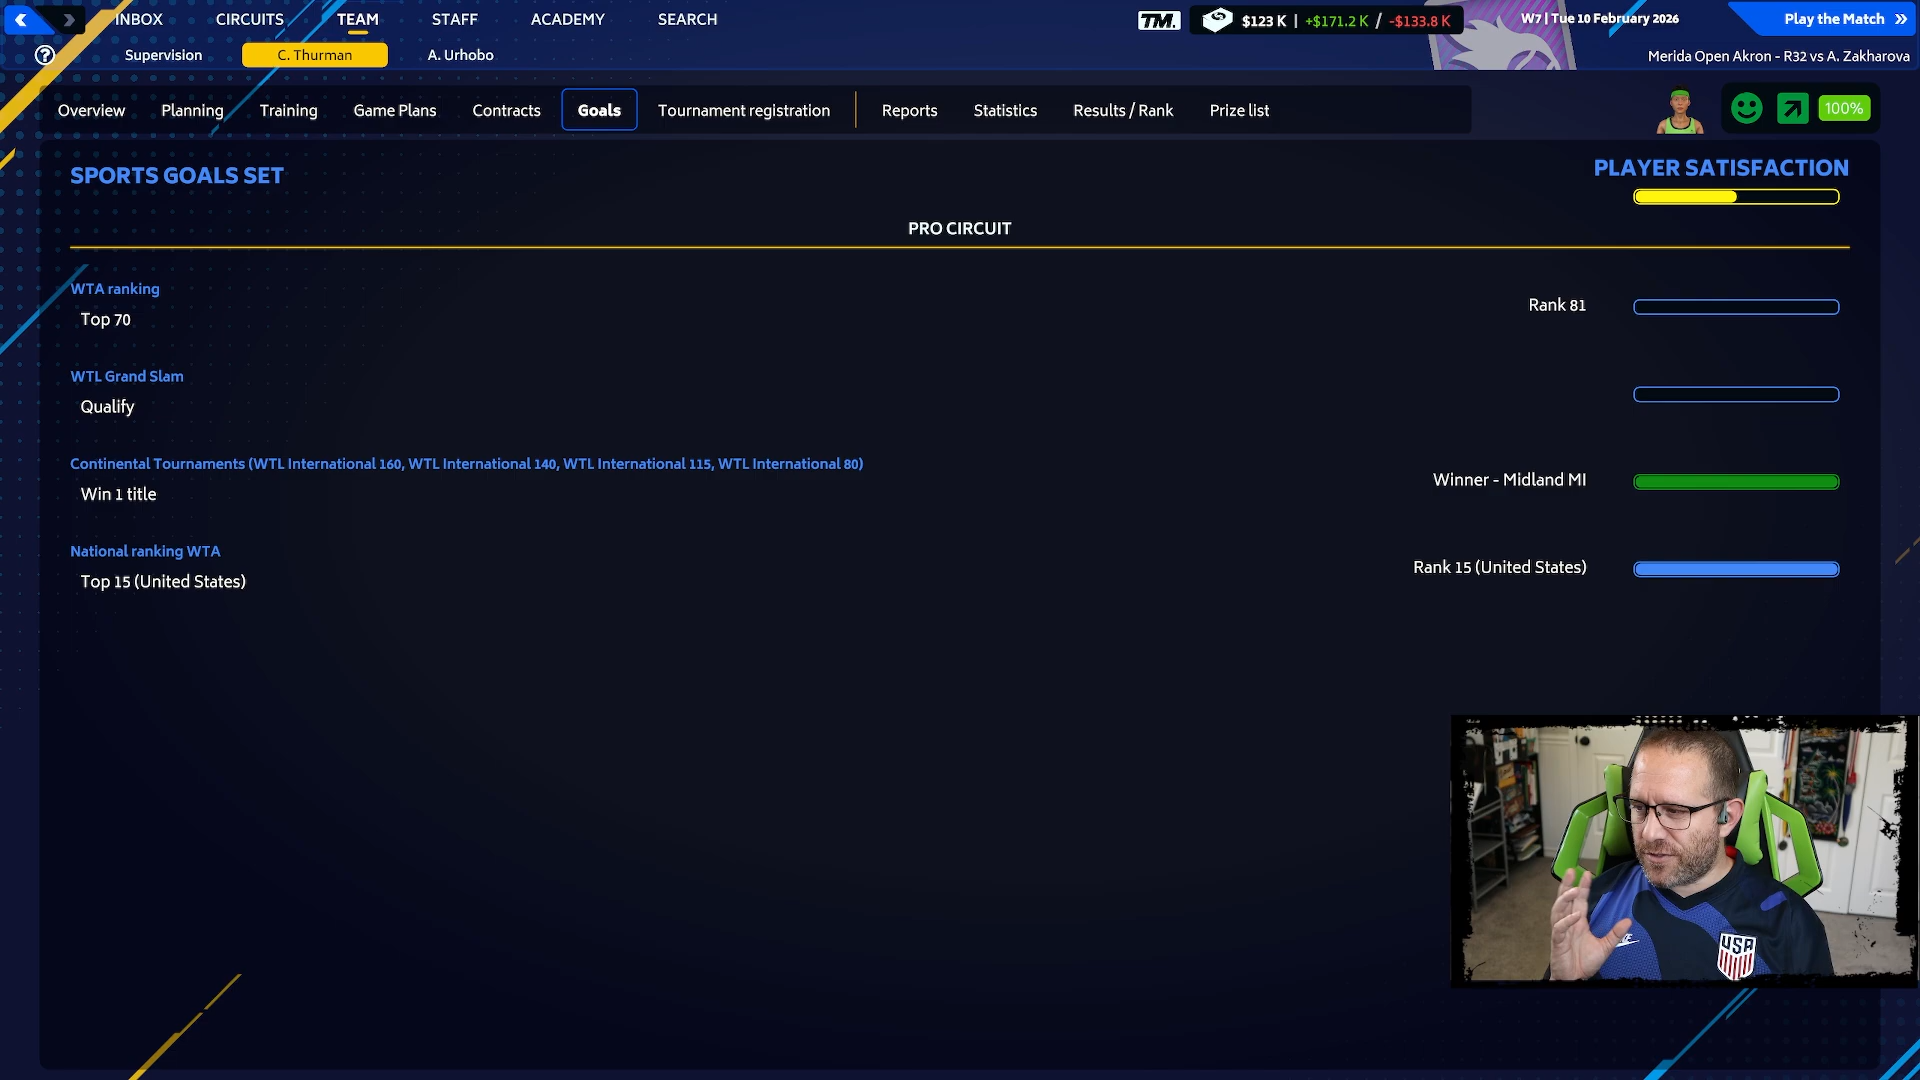 INBOX
CIRCUITS
TEAM
STAFF
ACADEMY
SEARCH
TM.
$123 K | +$171.2 K / -$133.8 K
W7 | Tue 10 February 2026
Play the Match
Supervision
C. Thurman
A. Urhobo
Merida Open Akron - R32 vs A. Zakharova
Overview
Planning
Training
Game Plans
Contracts
Goals
Tournament registration
Reports
Statistics
Results / Rank
Prize list
100%
SPORTS GOALS SET
PLAYER SATISFACTION
PRO CIRCUIT
WTA ranking
Top 70
Rank 81
WTL Grand Slam
Qualify
Continental Tournaments (WTL International 160, WTL International 140, WTL International 115, WTL International 80)
Win 1 title
Winner - Midland MI
National ranking WTA
Top 15 (United States)
Rank 15 (United States)
USA